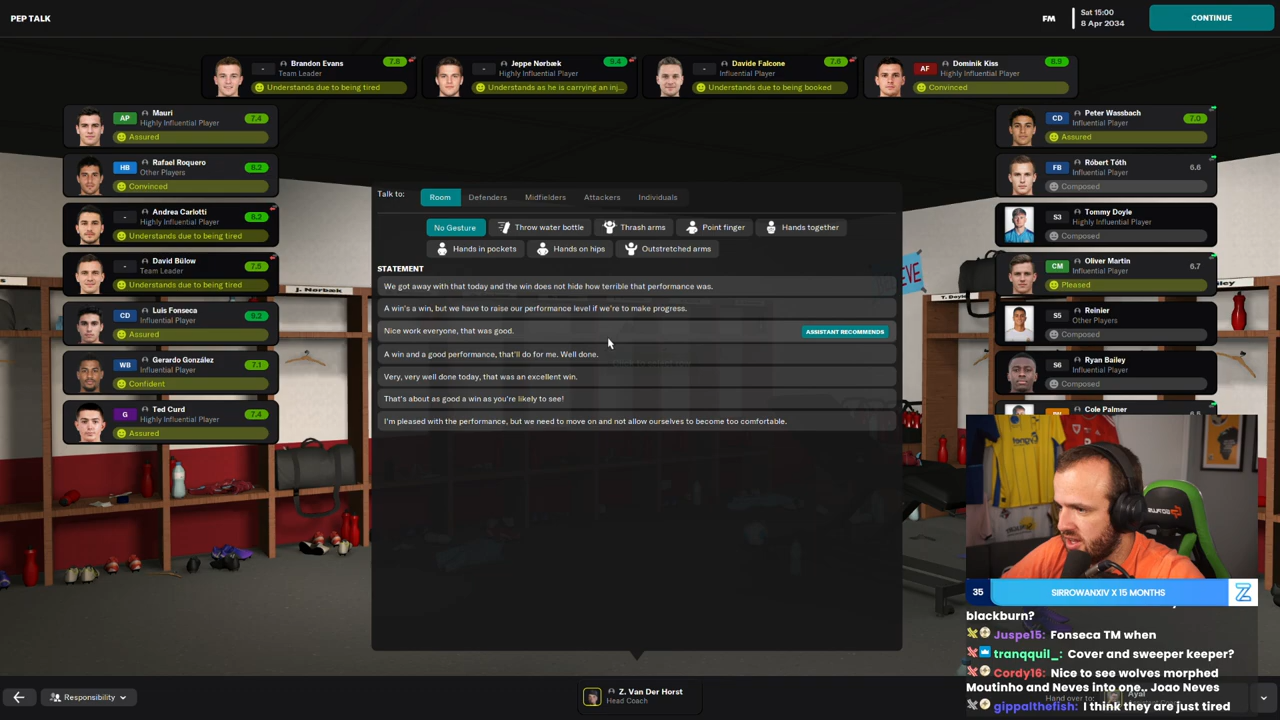 PEP TALK
FM
Sat 15:00
8 Apr 2034
CONTINUE
- Brandon Evans 7.8
Team Leader
Understands due to being tired
- Jeppe Nørbæk 9.4
Highly Influential Player
Understands as he is carrying an inj...
- Davide Falcone 7.6
Influential Player
Understands due to being booked
AF Dominik Kiss 8.9
Highly Influential Player
Convinced
AP Mauri 7.4
Highly Influential Player
Assured
HB Rafael Roquero 8.2
Other Players
Convinced
- Andrea Carlotti 8.2
Highly Influential Player
Understands due to being tired
- David Bülow 7.5
Team Leader
Understands due to being tired
CD Luis Fonseca 9.2
Influential Player
Assured
WB Gerardo González 7.1
Influential Player
Confident
G Ted Curd 7.4
Highly Influential Player
Assured
J. Nørbæk
Talk to: Room Defenders Midfielders Attackers Individuals
No Gesture Throw water bottle Thrash arms Point finger Hands together
Hands in pockets Hands on hips Outstretched arms
STATEMENT
We got away with that today and the win does not hide how terrible that performance was.
A win's a win, but we have to raise our performance level if we're to make progress.
Nice work everyone, that was good. ASSISTANT RECOMMENDS
A win and a good performance, that'll do for me. Well done.
Very, very well done today, that was an excellent win.
That's about as good a win as you're likely to see!
I'm pleased with the performance, but we need to move on and not allow ourselves to become too comfortable.
CD Peter Wassbach 7.0
Influential Player
Assured
FB Róbert Tóth 6.6
Influential Player
Composed
S3 Tommy Doyle
Highly Influential Player
Composed
CM Oliver Martin 6.7
Influential Player
Pleased
S5 Reinier
Other Players
Composed
S6 Ryan Bailey
Influential Player
Composed
Cole Palmer
35 SIRROWANXIV X 15 MONTHS
blackburn?
Juspe15: Fonseca TM when
tranqquil_: Cover and sweeper keeper?
Cordy16: Nice to see wolves morphed
Moutinho and Neves into one.. Joao Neves
gippalthefish: I think they are just tired
Responsibility
Z. Van Der Horst
Head Coach
Hand over to: